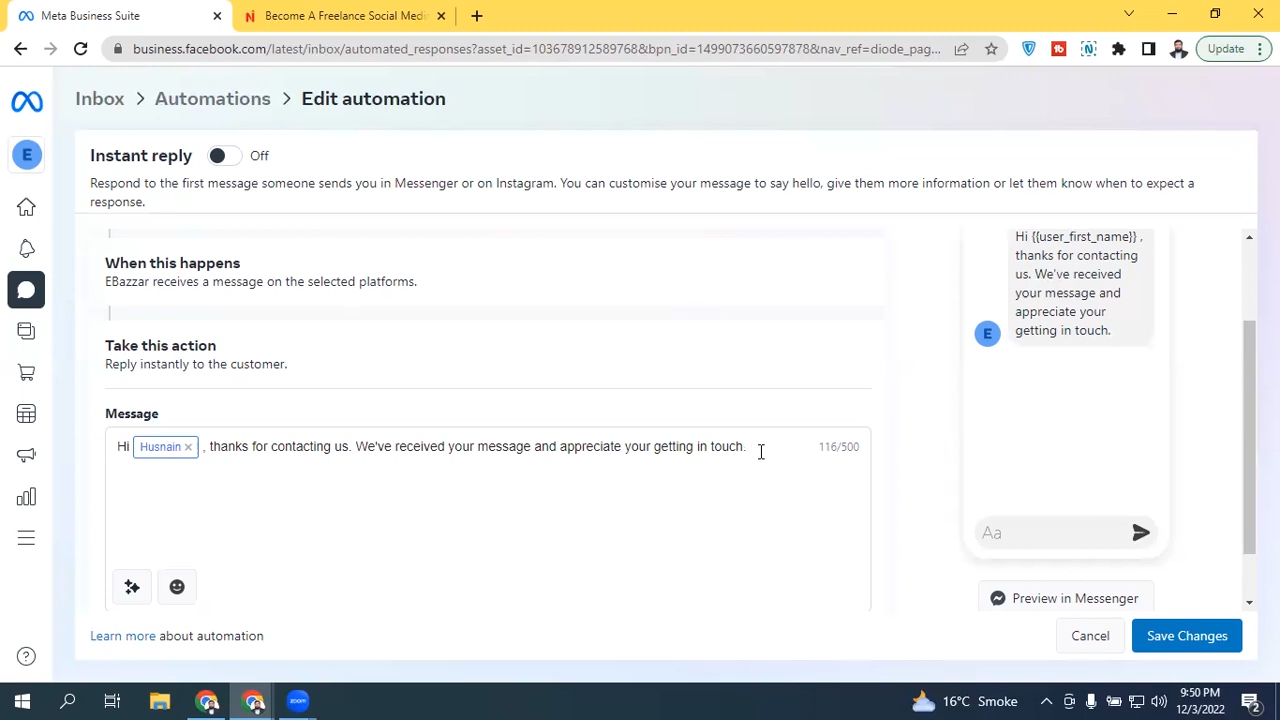 Meta Business Suite
Become A Freelance Social Medi
business.facebook.com/latest/inbox/automated_responses?asset_id=103678912589768&bpn_id=1499073660597878&nav_ref=diode_pag...
Update
Inbox > Automations > Edit automation
E
Instant reply Off
Respond to the first message someone sends you in Messenger or on Instagram. You can customise your message to say hello, give them more information or let them know when to expect a
response.
When this happens
EBazzar receives a message on the selected platforms.
Take this action
Reply instantly to the customer.
Message
Hi Husnain × , thanks for contacting us. We've received your message and appreciate your getting in touch.
116/500
Hi {{user_first_name}} ,
thanks for contacting
us. We've received
your message and
appreciate your
getting in touch.
E
Aa
Preview in Messenger
Learn more about automation
Cancel
Save Changes
zoom
16°C Smoke
9:50 PM
12/3/2022
2